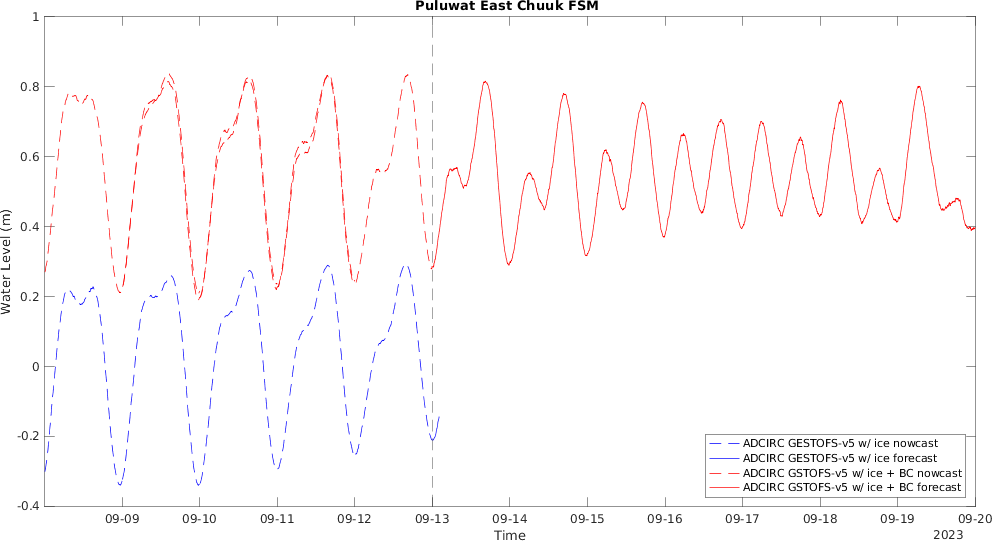 Puluwat East Chuuk FSM
1
0.8
0.6
0.4
0.2
0
-0.2
-0.4
Water Level (m)
ADCIRC GESTOFS-v5 w/ ice nowcast
ADCIRC GESTOFS-v5 w/ ice forecast
ADCIRC GSTOFS-v5 w/ ice + BC nowcast
ADCIRC GSTOFS-v5 w/ ice + BC forecast
09-09 09-10 09-11 09-12 09-13 09-14 09-15 09-16 09-17 09-18 09-19 09-20
Time
2023